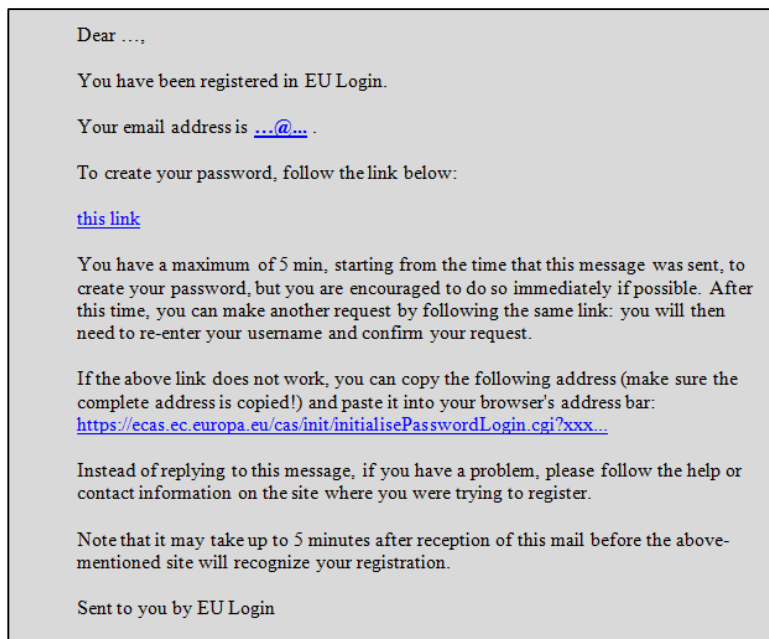 Dear …,
You have been registered in EU Login.
Your email address is …@... .
To create your password, follow the link below:
this link
You have a maximum of 5 min, starting from the time that this message was sent, to
create your password, but you are encouraged to do so immediately if possible. After
this time, you can make another request by following the same link: you will then
need to re-enter your username and confirm your request.
If the above link does not work, you can copy the following address (make sure the
complete address is copied!) and paste it into your browser's address bar:
https://ecas.ec.europa.eu/cas/init/initialisePasswordLogin.cgi?xxx...
Instead of replying to this message, if you have a problem, please follow the help or
contact information on the site where you were trying to register.
Note that it may take up to 5 minutes after reception of this mail before the above-
mentioned site will recognize your registration.
Sent to you by EU Login